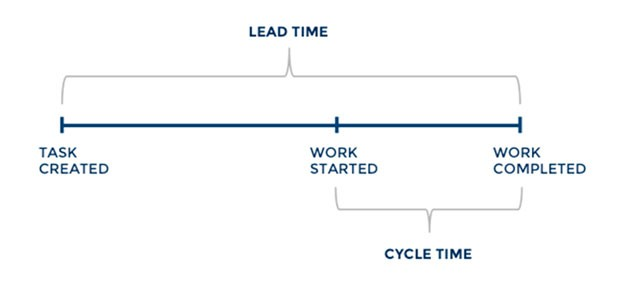 LEAD TIME
TASK
CREATED
WORK
STARTED
WORK
COMPLETED
CYCLE TIME